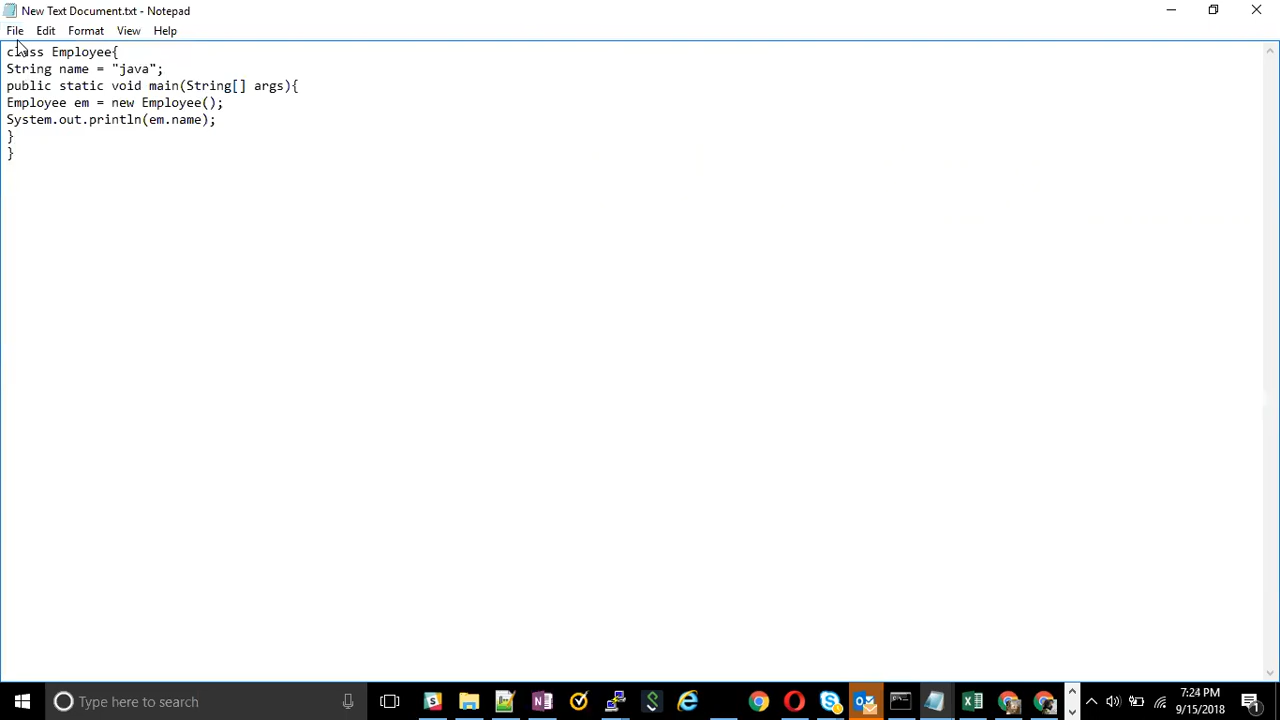 New Text Document.txt - Notepad
File Edit Format View Help
class Employee{
String name = "java";
public static void main(String[] args){
Employee em = new Employee();
System.out.println(em.name);
}
}
Type here to search
7:24 PM
9/15/2018
1